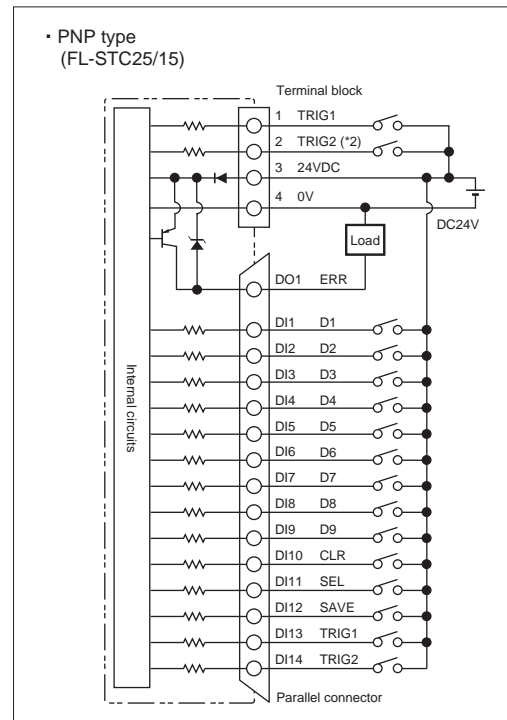 ・PNP type
(FL-STC25/15)
Terminal block
1 TRIG1
2 TRIG2 (*2)
3 24VDC
4 0V
DC24V
Load
DO1 ERR
DI1 D1
DI2 D2
DI3 D3
DI4 D4
DI5 D5
DI6 D6
DI7 D7
DI8 D8
DI9 D9
DI10 CLR
DI11 SEL
DI12 SAVE
DI13 TRIG1
DI14 TRIG2
Internal circuits
Parallel connector